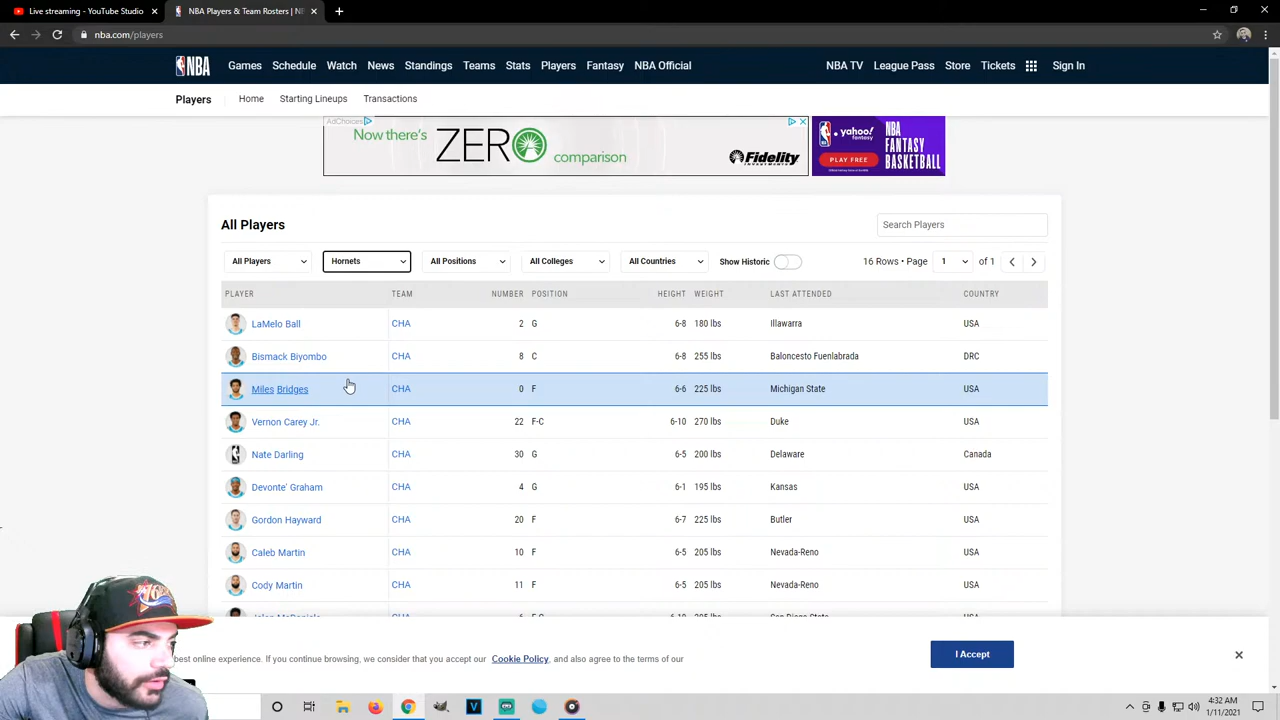 Live streaming - YouTube Studio
NBA Team Player & N
nba.com/players
NBA Games Schedule Watch News Standings Teams Stats Players Fantasy NBA Official NBA TV League Pass Store Tickets Sign In
Players Home Starting Lineups Transactions
AdChoices
Now there's ZERO comparison Fidelity
yahoo! fantasy
PLAY FREE
NBA FANTASY BASKETBALL
All Players
Search Players
All Players Hornets All Positions All Colleges All Countries Show Historic 16 Rows • Page 1 of 1
PLAYER TEAM NUMBER POSITION HEIGHT WEIGHT LAST ATTENDED COUNTRY
LaMelo Ball CHA 2 G 6-8 180 lbs Illawarra USA
Bismack Biyombo CHA 8 C 6-8 255 lbs Baloncesto Fuenlabrada DRC
Miles Bridges CHA 0 F 6-6 225 lbs Michigan State USA
Vernon Carey Jr. CHA 22 F-C 6-10 270 lbs Duke USA
Nate Darling CHA 30 G 6-5 200 lbs Delaware Canada
Devonte' Graham CHA 4 G 6-1 195 lbs Kansas USA
Gordon Hayward CHA 20 F 6-7 225 lbs Butler USA
Caleb Martin CHA 10 F 6-5 205 lbs Nevada-Reno USA
Cody Martin CHA 11 F 6-5 205 lbs Nevada-Reno USA
best online experience. If you continue browsing, we consider that you accept our Cookie Policy, and also agree to the terms of our
I Accept
4:32 AM
1/11/2021